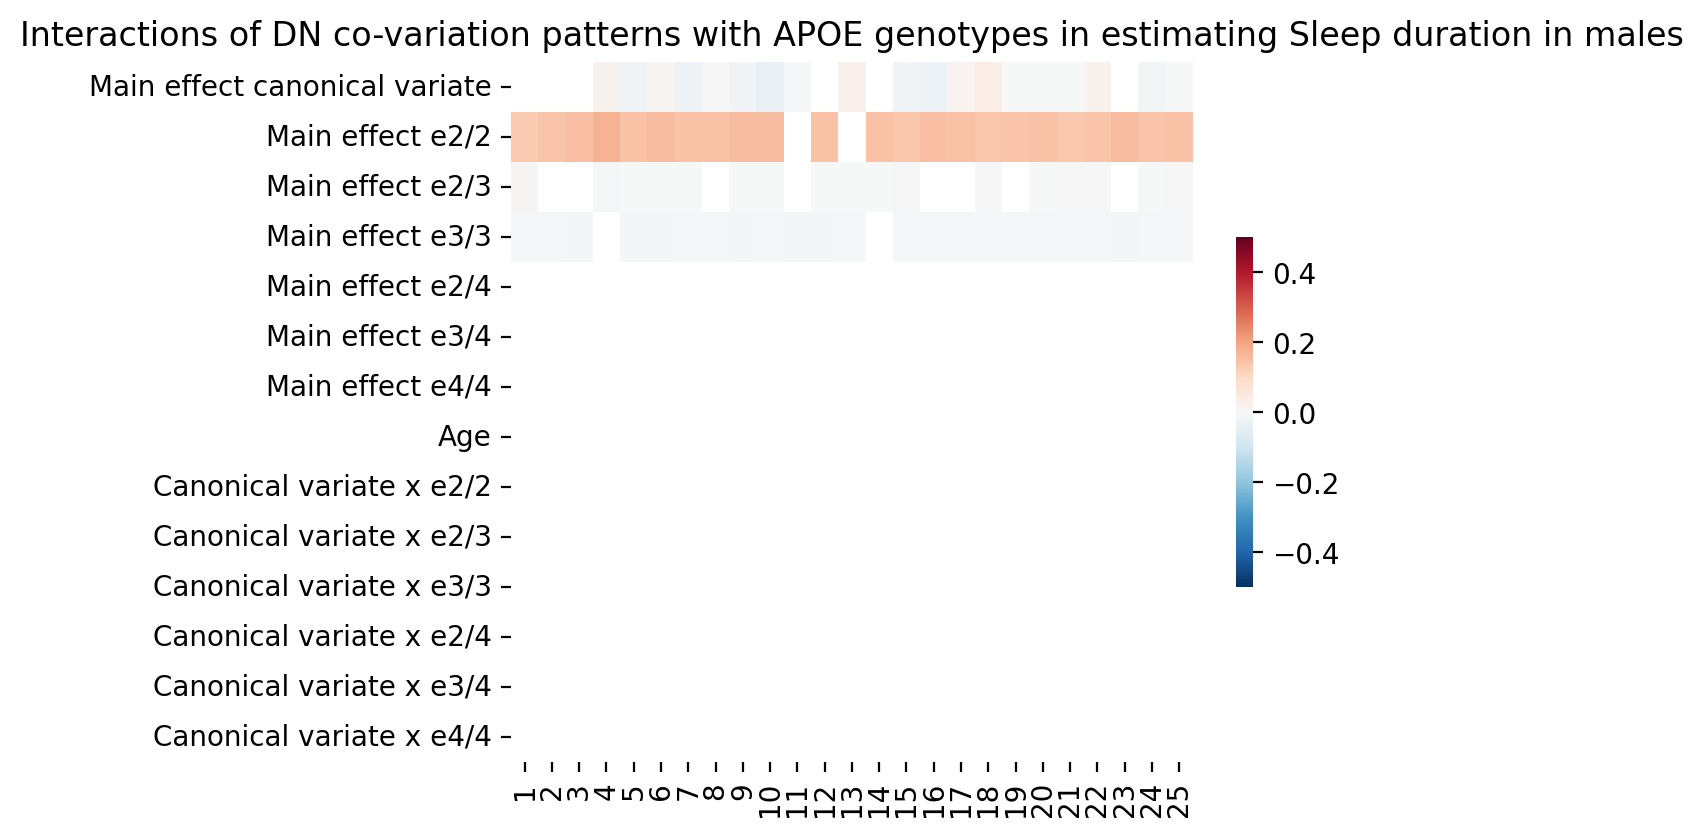 Interactions of DN co-variation patterns with APOE genotypes in estimating Sleep duration in males
Main effect canonical variate
Main effect e2/2
Main effect e2/3
Main effect e3/3
Main effect e2/4
Main effect e3/4
Main effect e4/4
Age
Canonical variate x e2/2
Canonical variate x e2/3
Canonical variate x e3/3
Canonical variate x e2/4
Canonical variate x e3/4
Canonical variate x e4/4
1 2 3 4 5 6 7 8 9 10 11 12 13 14 15 16 17 18 19 20 21 22 23 24 25
0.4
0.2
0.0
−0.2
−0.4